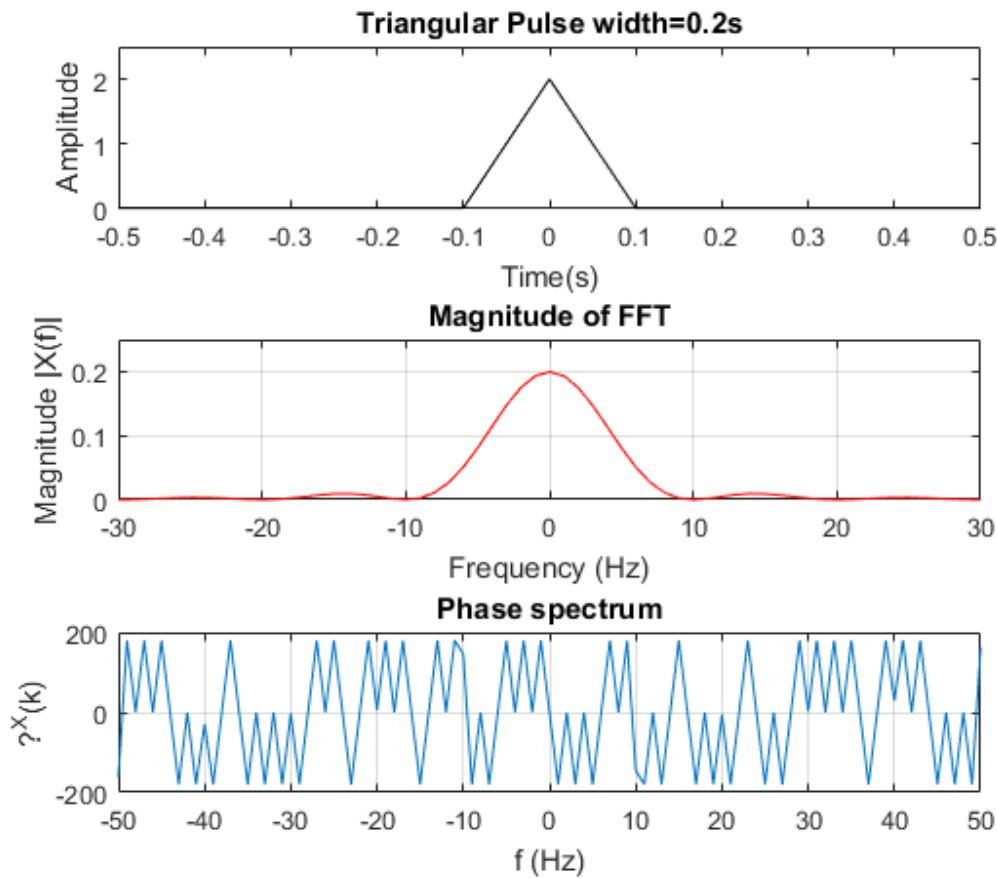 Triangular Pulse width=0.2s
Amplitude
2
1
0
-0.5 -0.4 -0.3 -0.2 -0.1 0 0.1 0.2 0.3 0.4 0.5
Time(s)
Magnitude of FFT
Magnitude |X(f)|
0.2
0.1
0
-30 -20 -10 0 10 20 30
Frequency (Hz)
Phase spectrum
?^X(k)
200
0
-200
-50 -40 -30 -20 -10 0 10 20 30 40 50
f (Hz)